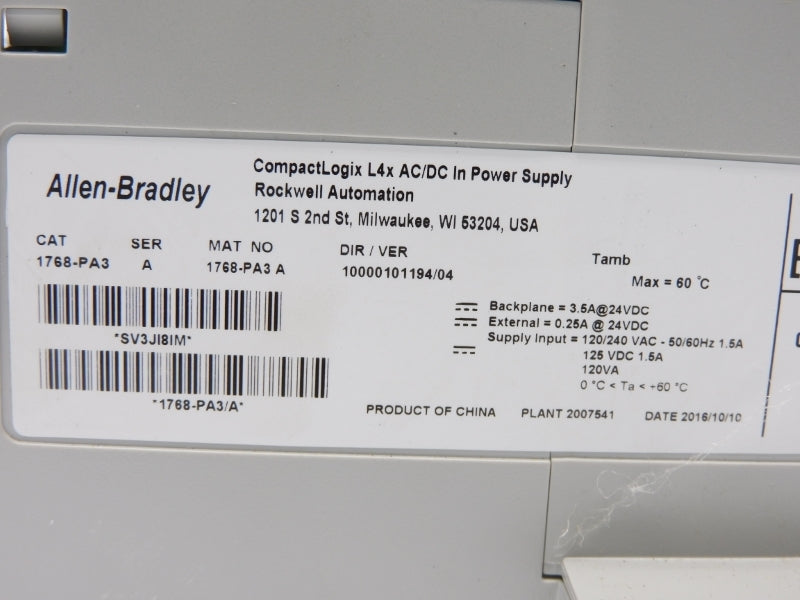 Allen-Bradley
CompactLogix L4x AC/DC In Power Supply
Rockwell Automation
1201 S 2nd St, Milwaukee, WI 53204, USA
CAT SER MAT NO DIR / VER
1768-PA3 A 1768-PA3 A 10000101194/04
Tamb
Max = 60 °C
*SV3JI8IM*
Backplane = 3.5A@24VDC
External = 0.25A @ 24VDC
Supply Input = 120/240 VAC - 50/60Hz 1.5A
125 VDC 1.5A
120VA
0 °C < Ta < +60 °C
*1768-PA3/A*
PRODUCT OF CHINA PLANT 2007541 DATE 2016/10/10